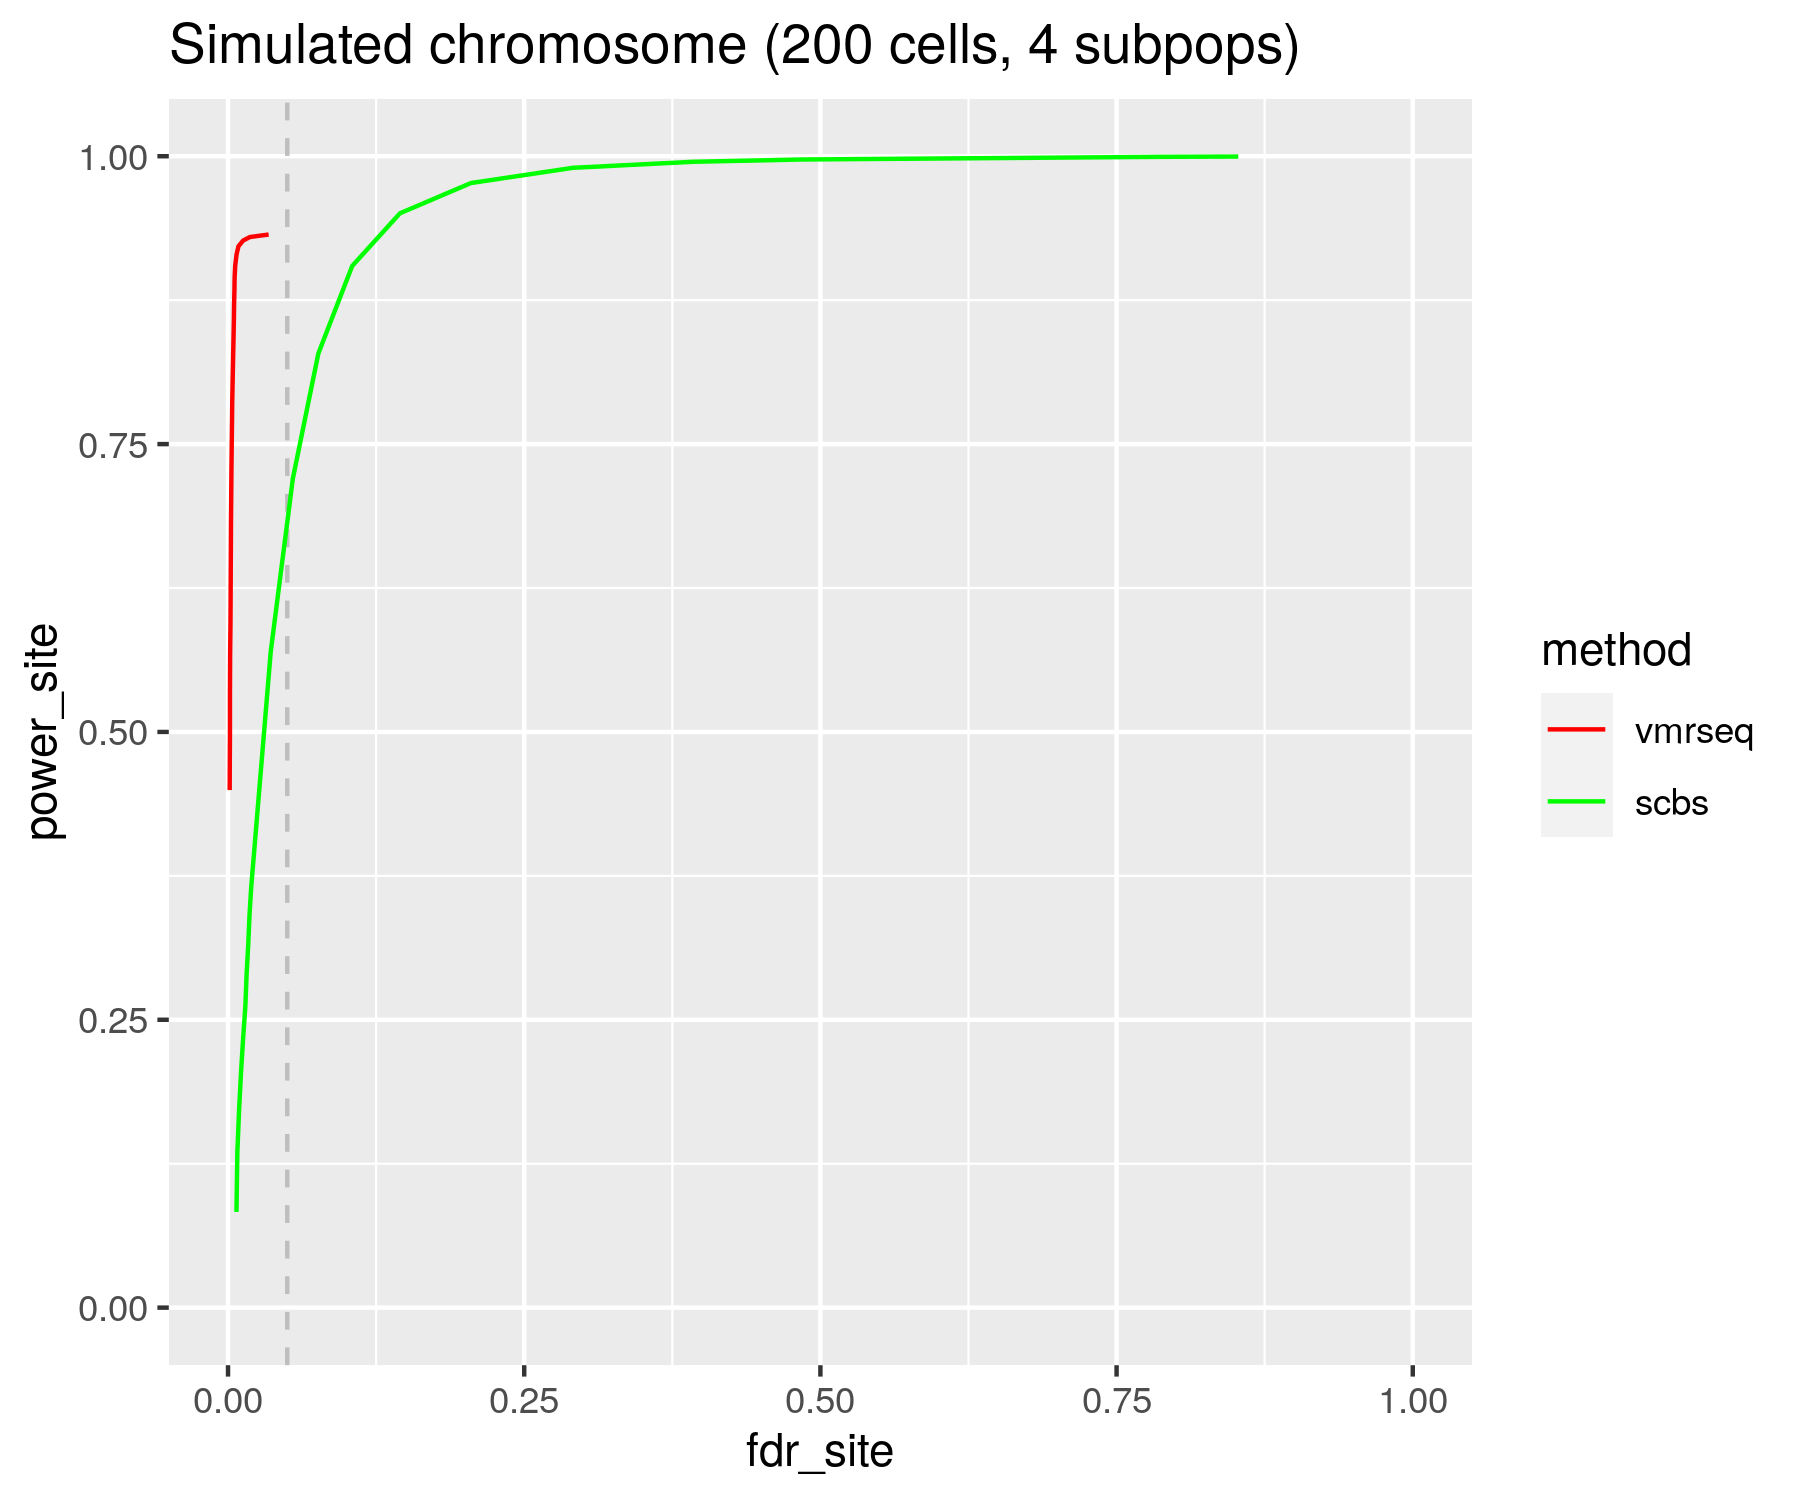 Simulated chromosome (200 cells, 4 subpops)
1.00
0.75
0.50
0.25
0.00
power_site
0.00 0.25 0.50 0.75 1.00
fdr_site
method
vmrseq
scbs